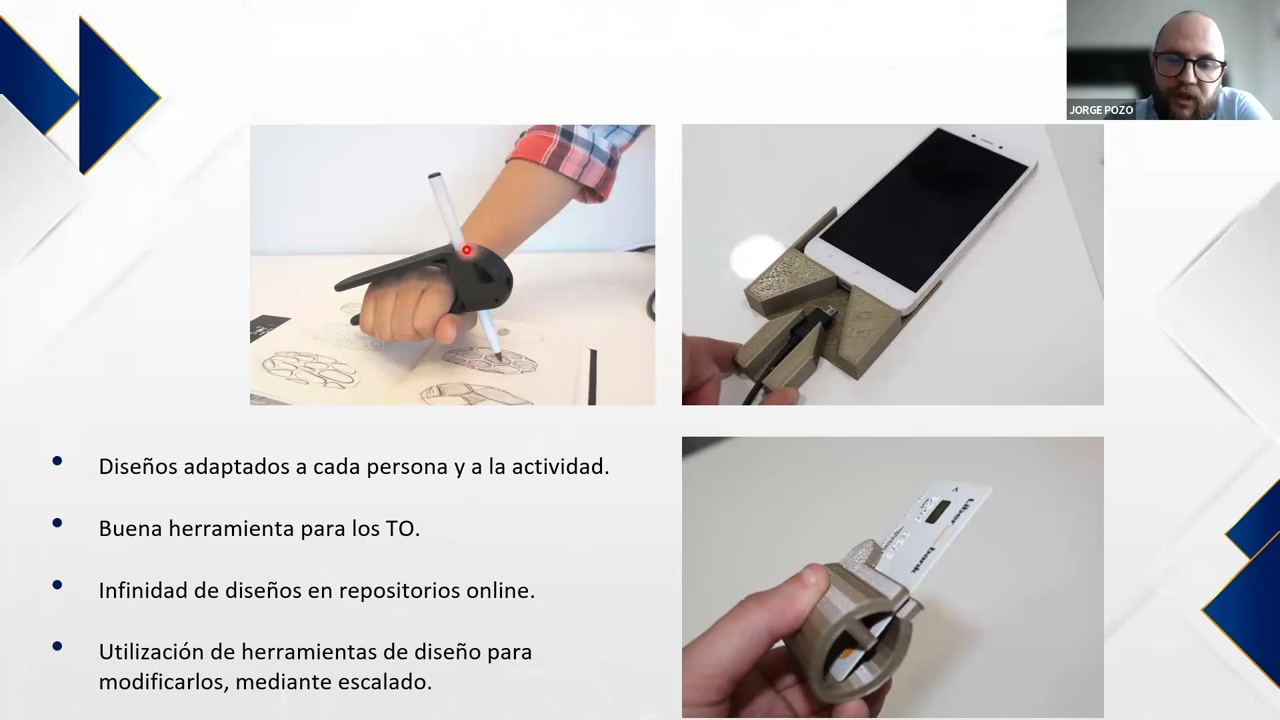 JORGE POZO
Diseños adaptados a cada persona y a la actividad.
Buena herramienta para los TO.
Infinidad de diseños en repositorios online.
Utilización de herramientas de diseño para
modificarlos, mediante escalado.